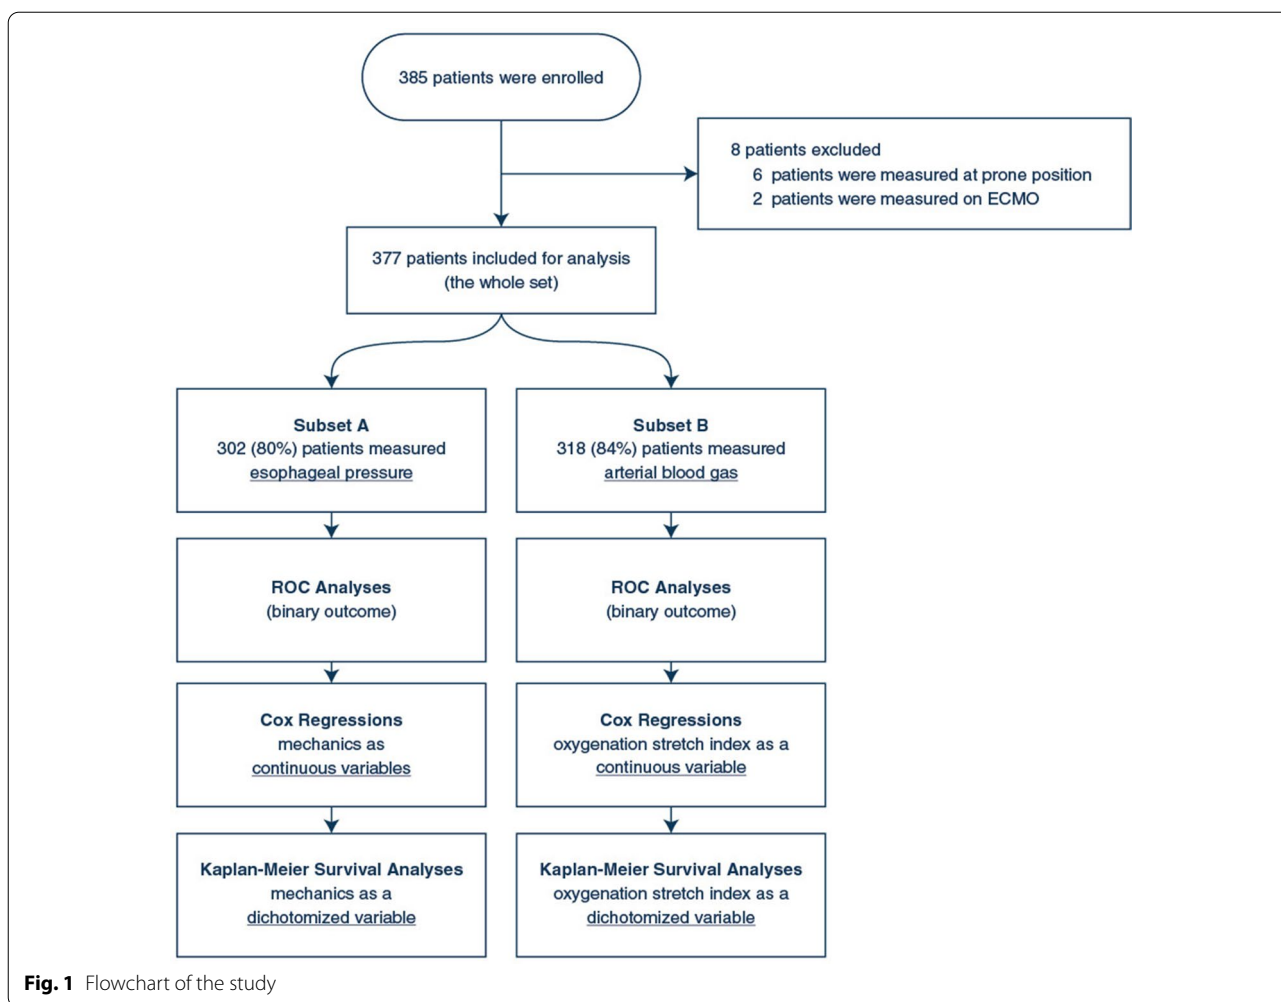 385 patients were enrolled
8 patients excluded
6 patients were measured at prone position
2 patients were measured on ECMO
377 patients included for analysis
(the whole set)
Subset A
302 (80%) patients measured
esophageal pressure
Subset B
318 (84%) patients measured
arterial blood gas
ROC Analyses
(binary outcome)
ROC Analyses
(binary outcome)
Cox Regressions
mechanics as
continuous variables
Cox Regressions
oxygenation stretch index as a
continuous variable
Kaplan-Meier Survival Analyses
mechanics as a
dichotomized variable
Kaplan-Meier Survival Analyses
oxygenation stretch index as a
dichotomized variable
Fig. 1 Flowchart of the study